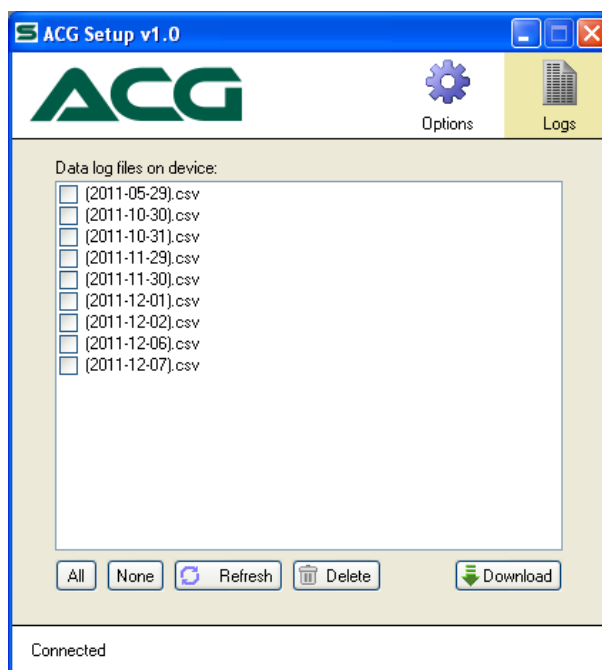 ACG Setup v1.0
ACG
Options
Logs
Data log files on device:
(2011-05-29).csv
(2011-10-30).csv
(2011-10-31).csv
(2011-11-29).csv
(2011-11-30).csv
(2011-12-01).csv
(2011-12-02).csv
(2011-12-06).csv
(2011-12-07).csv
All None Refresh Delete Download
Connected